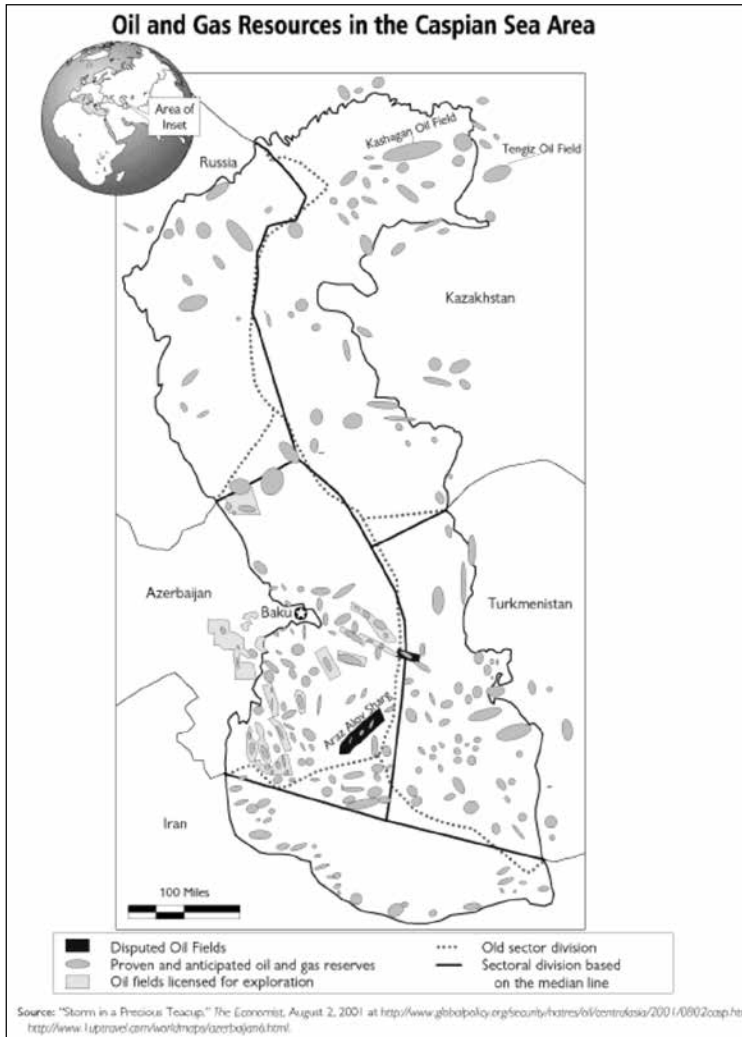 Oil and Gas Resources in the Caspian Sea Area
Area of
Inset
Russia
Kashagan Oil Field
Tengiz Oil Field
Kazakhstan
Azerbaijan
Baku
Turkmenistan
Araz Alov Sharg
Iran
100 Miles
Disputed Oil Fields
Proven and anticipated oil and gas reserves
Oil fields licensed for exploration
Old sector division
Sectoral division based
on the median line
Source: "Storm in a Precious Teacup," The Economist, August 2, 2001 at http://www.globalpolicy.org/security/natres/oil/centrasia/2001/0802casp.ht
http://www.1uptravel.com/worldmaps/azerbaijan6.html.